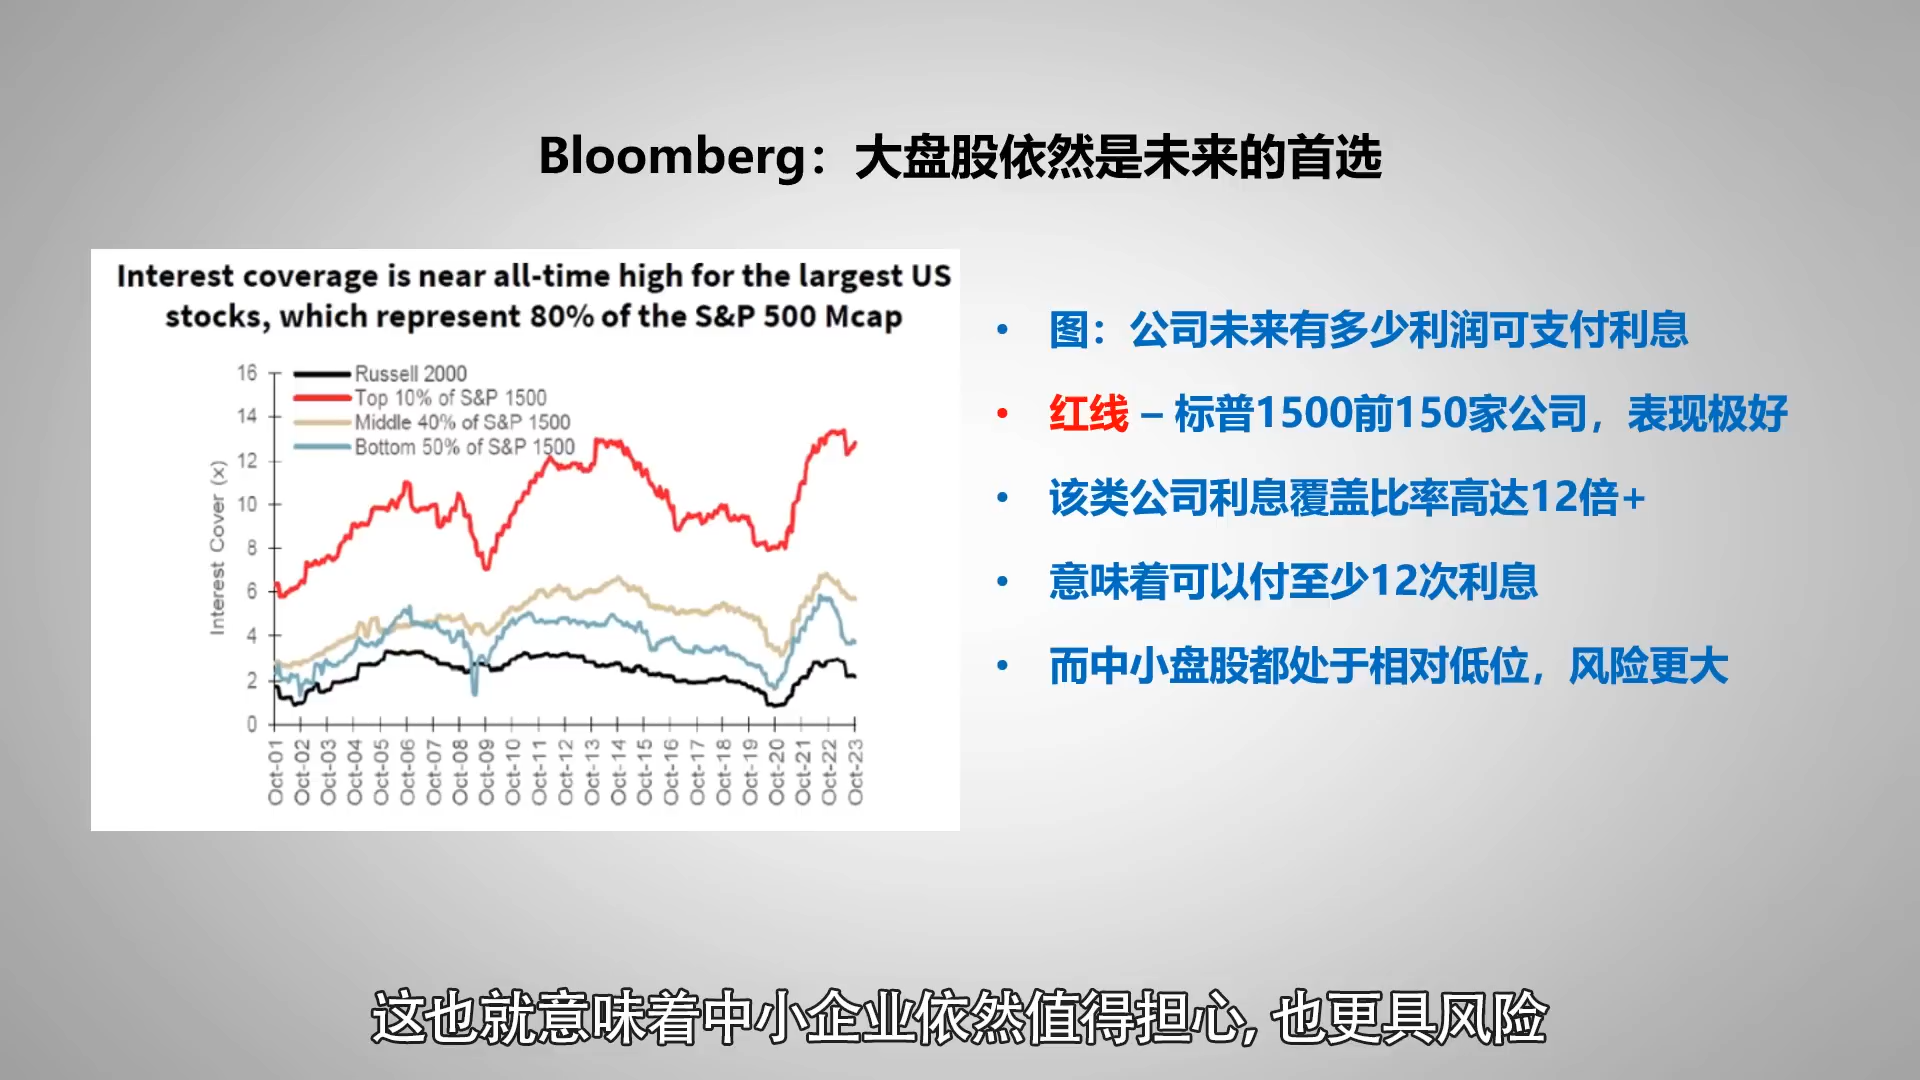 Bloomberg：大盘股依然是未来的首选
Interest coverage is near all-time high for the largest US
stocks, which represent 80% of the S&P 500 Mcap
Interest Cover (x)
16
14
12
10
8
6
4
2
0
Russell 2000
Top 10% of S&P 1500
Middle 40% of S&P 1500
Bottom 50% of S&P 1500
Oct-01
Oct-02
Oct-03
Oct-04
Oct-05
Oct-06
Oct-07
Oct-08
Oct-09
Oct-10
Oct-11
Oct-12
Oct-13
Oct-14
Oct-15
Oct-16
Oct-17
Oct-18
Oct-19
Oct-20
Oct-21
Oct-22
Oct-23
• 图：公司未来有多少利润可支付利息
• 红线 – 标普1500前150家公司，表现极好
• 该类公司利息覆盖比率高达12倍+
• 意味着可以付至少12次利息
• 而中小盘股都处于相对低位，风险更大
这也就意味着中小企业依然值得担心, 也更具风险